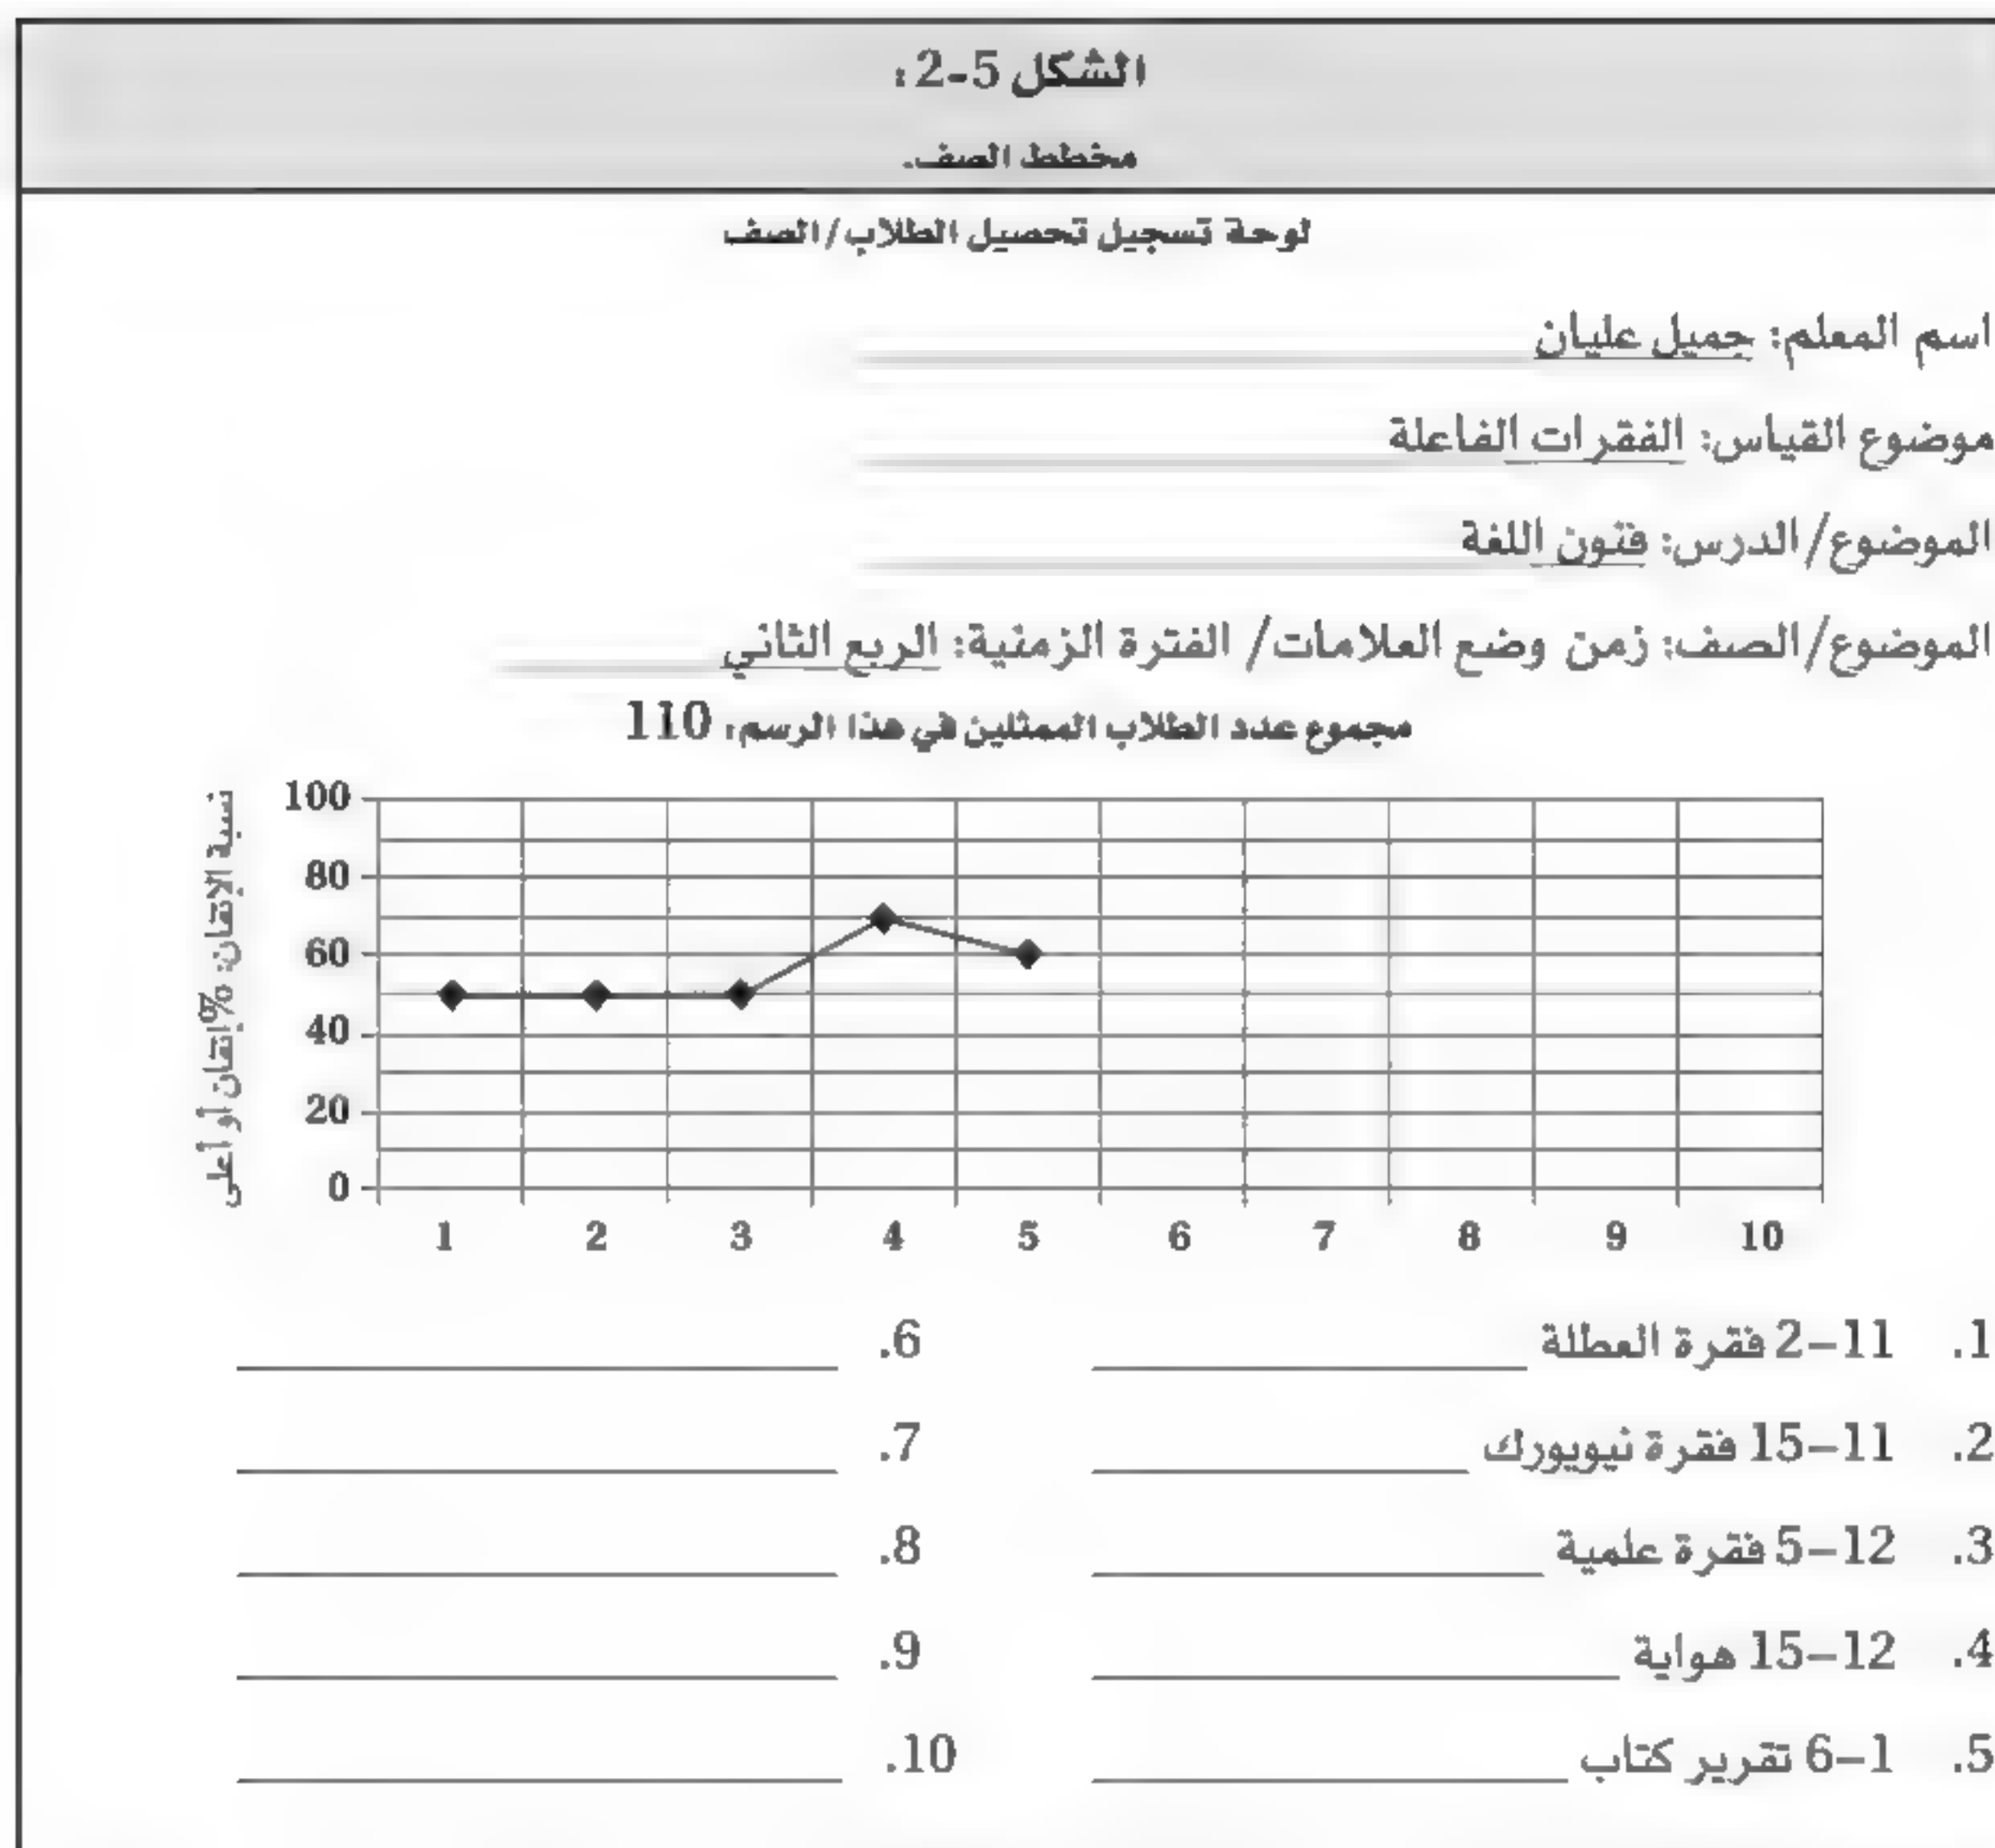 الشكل 5-2:
مخطط الصف.
لوحة تسجيل تحصيل الطلاب/الصف
اسم المعلم: جميل عليان
موضوع القياس: الفقرات الفاعلة
الموضوع/الدرس: فنون اللغة
الموضوع/الصف: زمن وضع العلامات/ الفترة الزمنية: الربع الثاني
مجموع عدد الطلاب الممثلين في هذا الرسم: 110
نسبة الإتقان: %إتقان أو أعلى
100
80
60
40
20
0
1 2 3 4 5 6 7 8 9 10
1. 11–2 فقرة العطلة
2. 11–15 فقرة نيويورك
3. 12–5 فقرة علمية
4. 12–15 هواية
5. 1–6 تقرير كتاب
6.
7.
8.
9.
10.